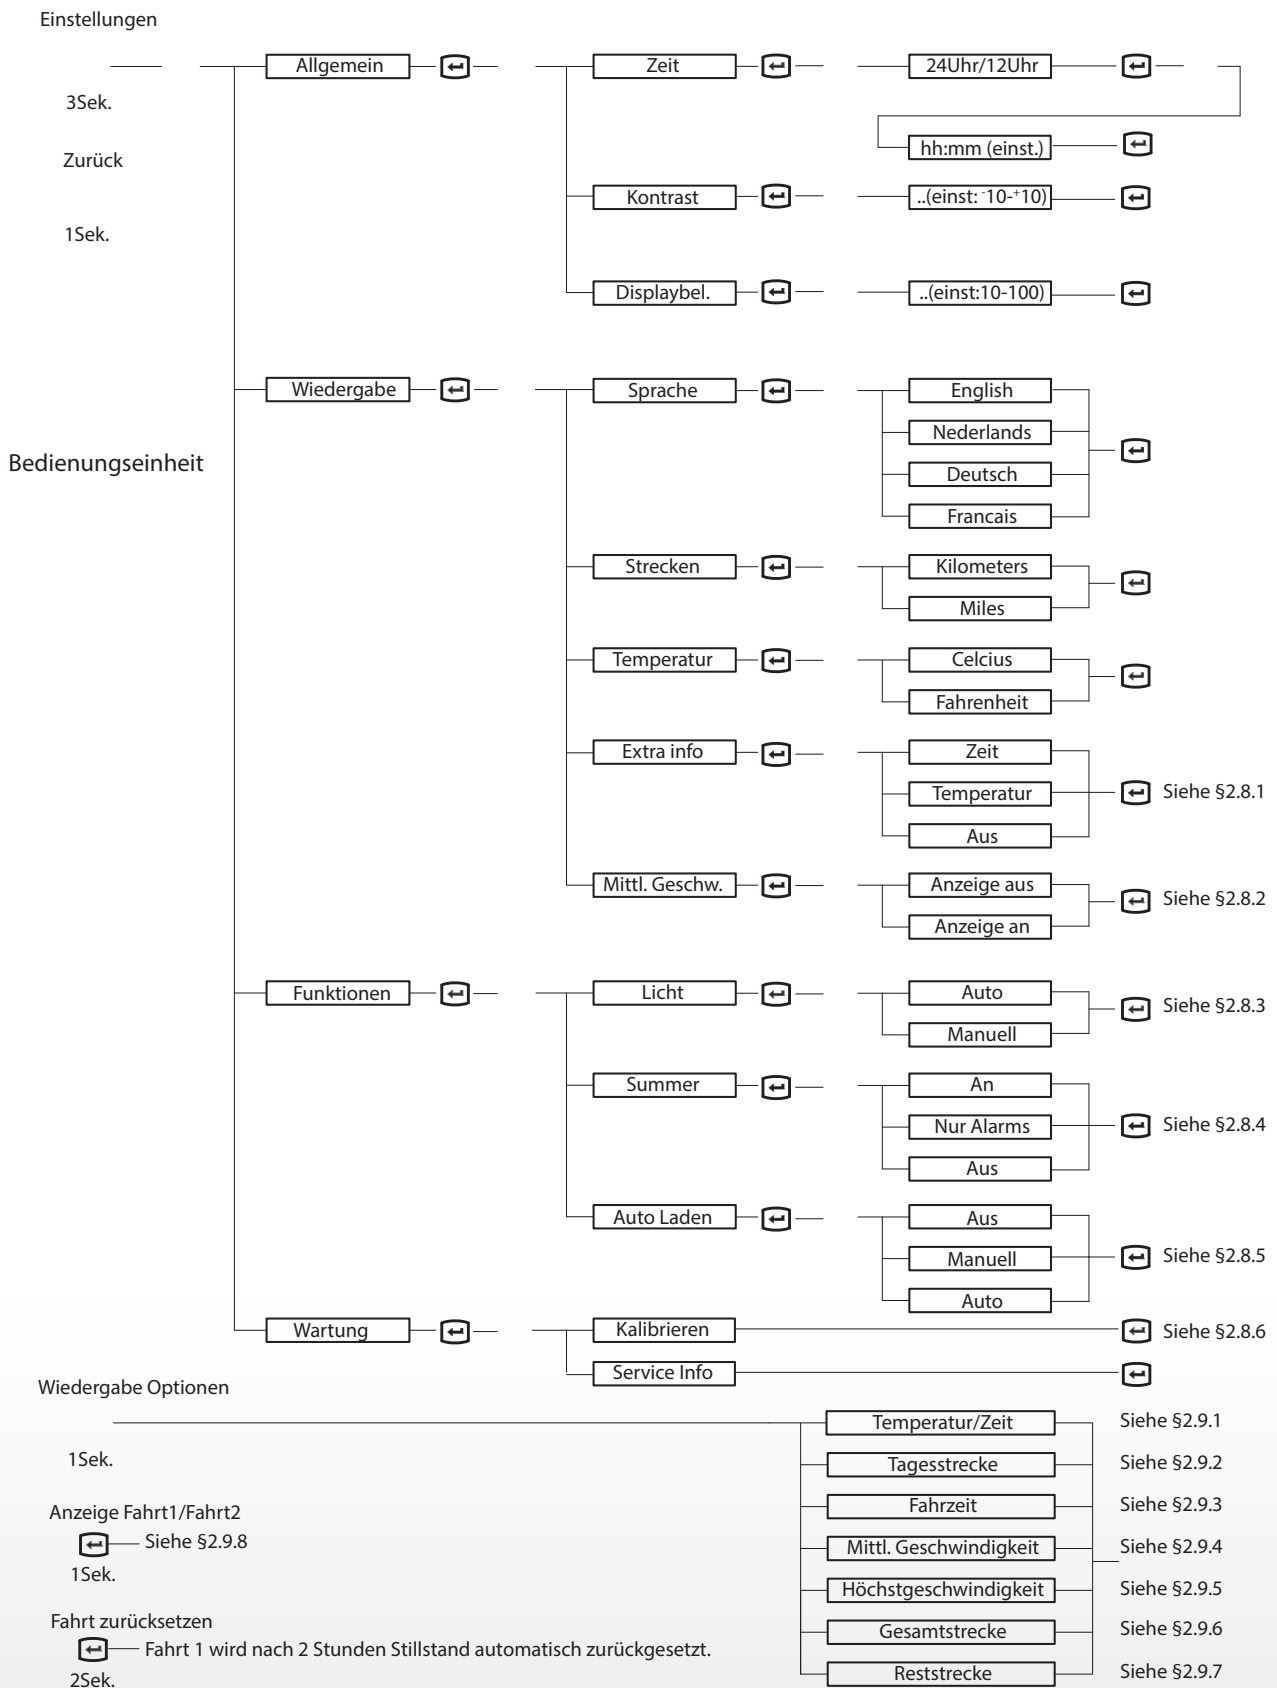 Einstellungen
Allgemein
Zeit
24Uhr/12Uhr
3Sek.
hh:mm (einst.)
Zurück
Kontrast
..(einst: -10-+10)
1Sek.
Displaybel.
..(einst:10-100)
Wiedergabe
Sprache
English
Nederlands
Bedienungseinheit
Deutsch
Francais
Strecken
Kilometers
Miles
Temperatur
Celcius
Fahrenheit
Extra info
Zeit
Temperatur
Siehe §2.8.1
Aus
Mittl. Geschw.
Anzeige aus
Siehe §2.8.2
Anzeige an
Funktionen
Licht
Auto
Siehe §2.8.3
Manuell
Summer
An
Nur Alarms
Siehe §2.8.4
Aus
Auto Laden
Aus
Manuell
Siehe §2.8.5
Auto
Wartung
Kalibrieren
Siehe §2.8.6
Service Info
Wiedergabe Optionen
Temperatur/Zeit
Siehe §2.9.1
1Sek.
Tagesstrecke
Siehe §2.9.2
Anzeige Fahrt1/Fahrt2
Fahrzeit
Siehe §2.9.3
Siehe §2.9.8
Mittl. Geschwindigkeit
Siehe §2.9.4
1Sek.
Höchstgeschwindigkeit
Siehe §2.9.5
Fahrt zurücksetzen
Gesamtstrecke
Siehe §2.9.6
Fahrt 1 wird nach 2 Stunden Stillstand automatisch zurückgesetzt.
2Sek.
Reststrecke
Siehe §2.9.7